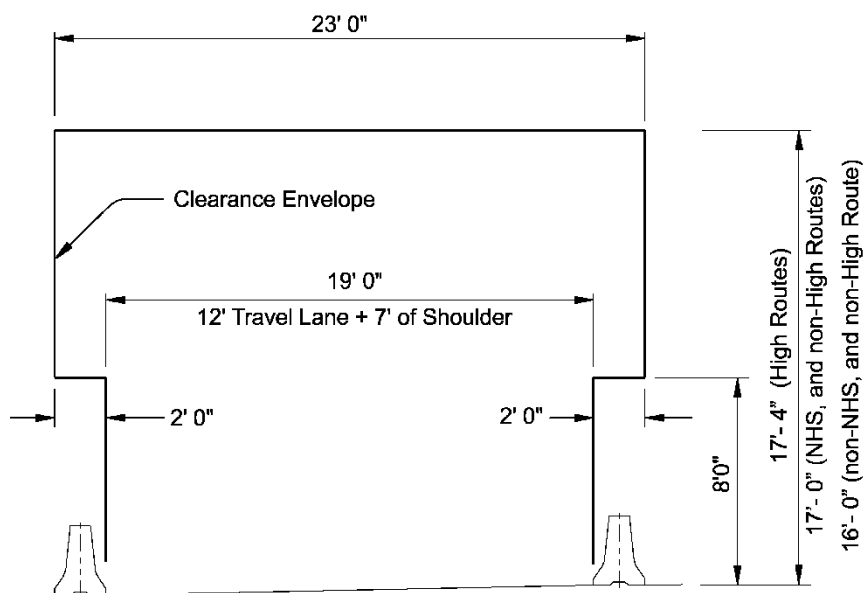 23' 0"
Clearance Envelope
19' 0"
12' Travel Lane + 7' of Shoulder
2' 0"
2' 0"
8'0"
17'- 4" (High Routes)
17'- 0" (NHS, and non-High Routes)
16'- 0" (non-NHS, and non-High Route)